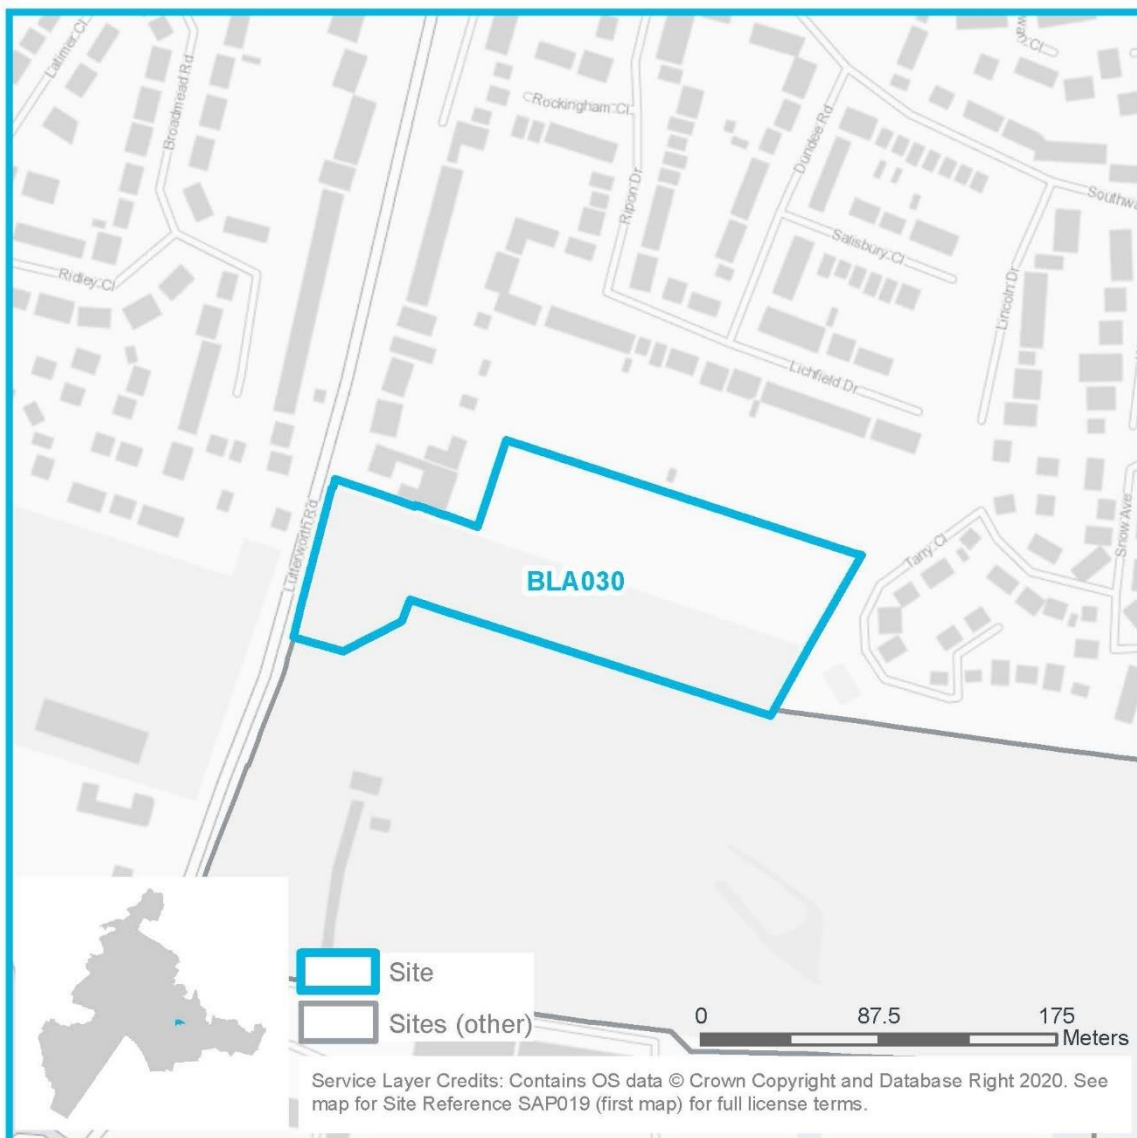 Latimer Cl
Broadmead Rd
Rockingham Cl
Ripon Dr
Dundee Rd
Cl
Southwa
Salisbury Cl
Lincoln Dr
Ridley Cl
Lichfield Dr
Lutterworth Rd
Tarry Cl
Snow Ave
BLA030
Site
Sites (other)
0 87.5 175
Meters
Service Layer Credits: Contains OS data © Crown Copyright and Database Right 2020. See
map for Site Reference SAP019 (first map) for full license terms.